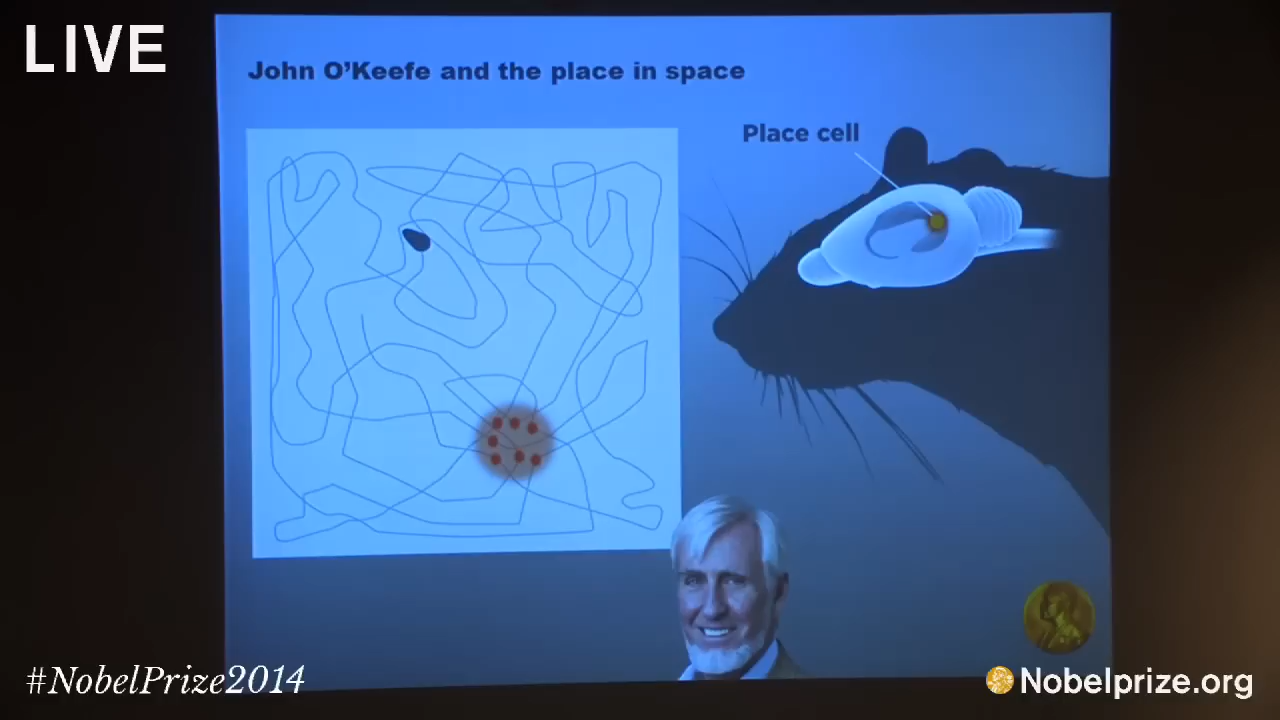 LIVE
John O'Keefe and the place in space
Place cell
#NobelPrize2014
Nobelprize.org